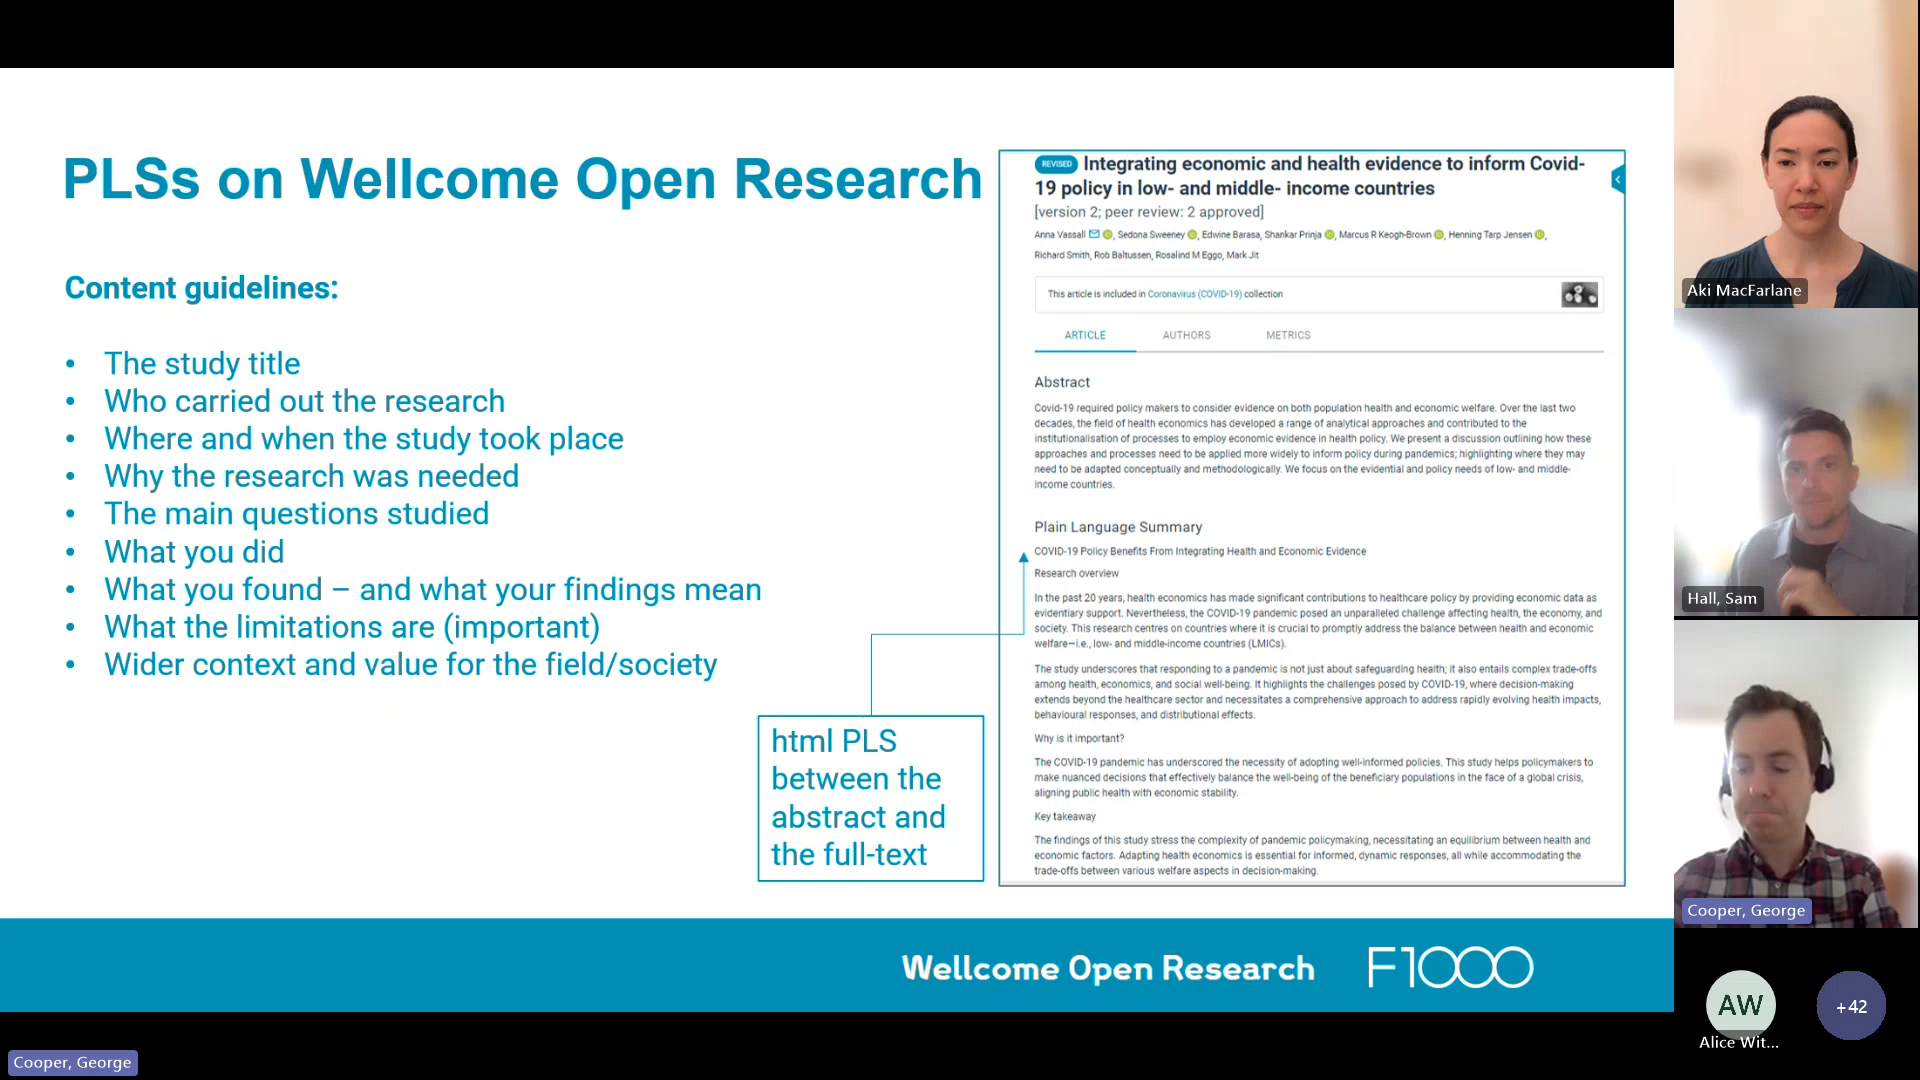 PLSs on Wellcome Open Research
Content guidelines:
• The study title
• Who carried out the research
• Where and when the study took place
• Why the research was needed
• The main questions studied
• What you did
• What you found – and what your findings mean
• What the limitations are (important)
• Wider context and value for the field/society
html PLS
between the
abstract and
the full-text
REVISED Integrating economic and health evidence to inform Covid-
19 policy in low- and middle- income countries
[version 2; peer review: 2 approved]
Anna Vassall, Sedona Sweeney, Edwine Barasa, Shankar Prinja, Marcus R Keogh-Brown, Henning Tarp Jensen,
Richard Smith, Rob Baltussen, Rosalind M Eggo, Mark Jit
This article is included in Coronavirus (COVID-19) collection
ARTICLE AUTHORS METRICS
Abstract
Covid-19 required policy makers to consider evidence on both population health and economic welfare. Over the last two
decades, the field of health economics has developed a range of analytical approaches and contributed to the
institutionalisation of processes to employ economic evidence in health policy. We present a discussion outlining how these
approaches and processes need to be applied more widely to inform policy during pandemics; highlighting where they may
need to be adapted conceptually and methodologically. We focus on the evidential and policy needs of low- and middle-
income countries.
Plain Language Summary
COVID-19 Policy Benefits From Integrating Health and Economic Evidence
Research overview
In the past 20 years, health economics has made significant contributions to healthcare policy by providing economic data as
evidentiary support. Nevertheless, the COVID-19 pandemic posed an unparalleled challenge affecting health, the economy, and
society. This research centres on countries where it is crucial to promptly address the balance between health and economic
welfare—i.e., low- and middle-income countries (LMICs).
The study underscores that responding to a pandemic is not just about safeguarding health; it also entails complex trade-offs
among health, economics, and social well-being. It highlights the challenges posed by COVID-19, where decision-making
extends beyond the healthcare sector and necessitates a comprehensive approach to address rapidly evolving health impacts,
behavioural responses, and distributional effects.
Why is it important?
The COVID-19 pandemic has underscored the necessity of adopting well-informed policies. This study helps policymakers to
make nuanced decisions that effectively balance the well-being of the beneficiary populations in the face of a global crisis,
aligning public health with economic stability.
Key takeaway
The findings of this study stress the complexity of pandemic policymaking, necessitating an equilibrium between health and
economic factors. Adapting health economics is essential for informed, dynamic responses, all while accommodating the
trade-offs between various welfare aspects in decision-making.
Wellcome Open Research F1000
Aki MacFarlane
Hall, Sam
Cooper, George
AW
Alice Wit...
+42
Cooper, George